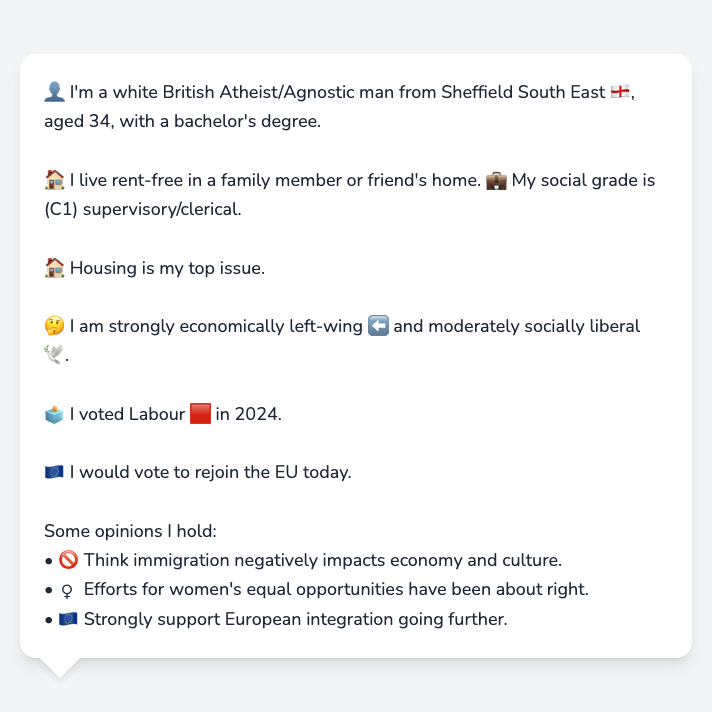 👤 I'm a white British Atheist/Agnostic man from Sheffield South East 🏴󠁧󠁢󠁥󠁮󠁧󠁿,
aged 34, with a bachelor's degree.
🏠 I live rent-free in a family member or friend's home. 💼 My social grade is
(C1) supervisory/clerical.
🏠 Housing is my top issue.
🤔 I am strongly economically left-wing ⬅️ and moderately socially liberal
🕊️.
🗳️ I voted Labour 🟥 in 2024.
🇪🇺 I would vote to rejoin the EU today.
Some opinions I hold:
• 🚫 Think immigration negatively impacts economy and culture.
• ♀ Efforts for women's equal opportunities have been about right.
• 🇪🇺 Strongly support European integration going further.